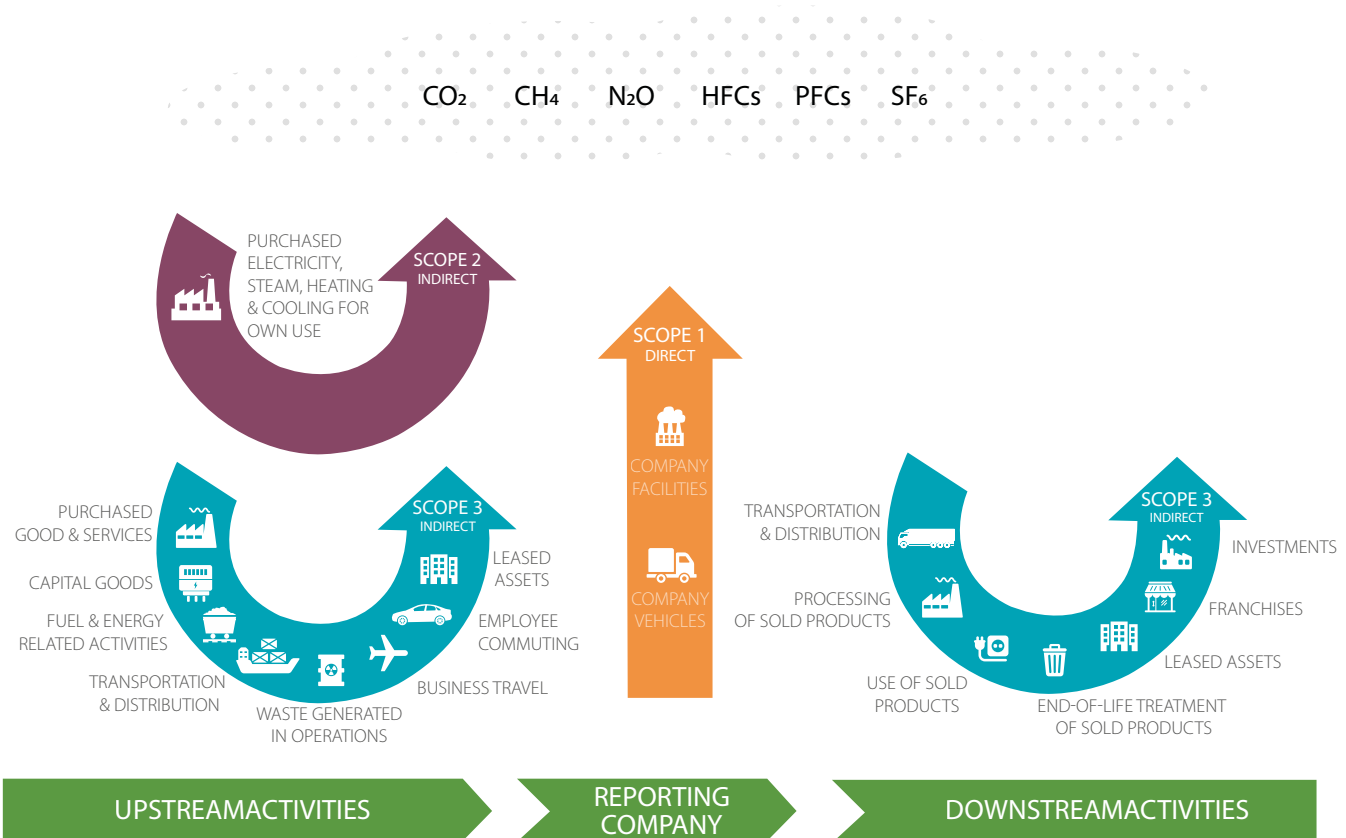 CO₂ CH₄ N₂O HFCs PFCs SF₆
PURCHASED
ELECTRICITY,
STEAM, HEATING
& COOLING FOR
OWN USE
SCOPE 2
INDIRECT
SCOPE 1
DIRECT
COMPANY
FACILITIES
COMPANY
VEHICLES
PURCHASED
GOOD & SERVICES
CAPITAL GOODS
FUEL & ENERGY
RELATED ACTIVITIES
TRANSPORTATION
& DISTRIBUTION
WASTE GENERATED
IN OPERATIONS
BUSINESS TRAVEL
EMPLOYEE
COMMUTING
LEASED
ASSETS
SCOPE 3
INDIRECT
TRANSPORTATION
& DISTRIBUTION
PROCESSING
OF SOLD PRODUCTS
USE OF SOLD
PRODUCTS
END-OF-LIFE TREATMENT
OF SOLD PRODUCTS
LEASED ASSETS
FRANCHISES
INVESTMENTS
SCOPE 3
INDIRECT
UPSTREAMACTIVITIES
REPORTING
COMPANY
DOWNSTREAMACTIVITIES